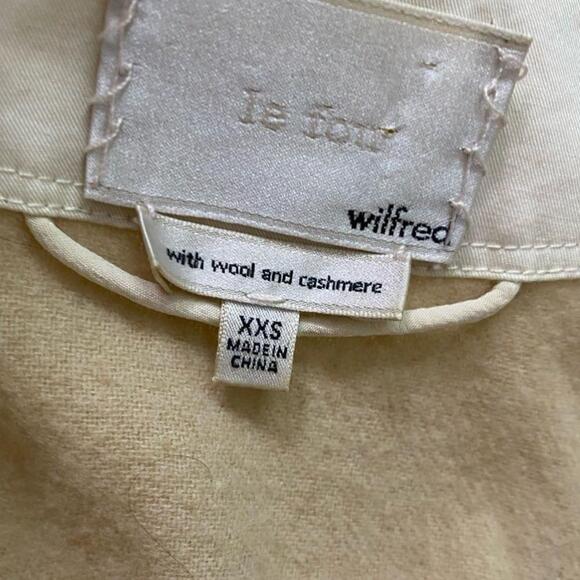 le fou
wilfred
with wool and cashmere
XXS
MADE IN
CHINA